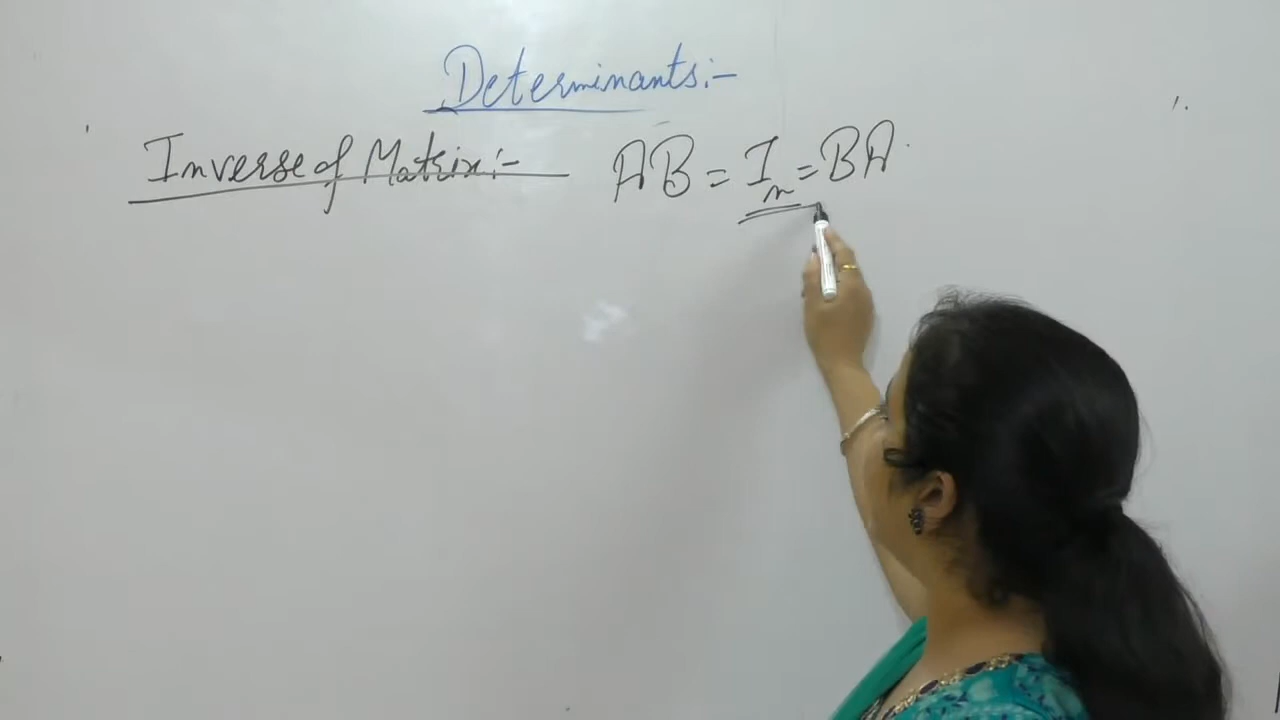 Determinants:-
Inverse of Matrix:- AB = Iₙ = BA